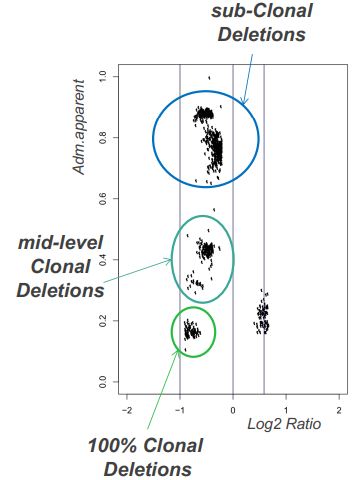 sub-Clonal
Deletions
Adm.apparent
1.0
0.8
0.6
0.4
0.2
0.0
mid-level
Clonal
Deletions
-2
-1
0
1
2
Log2 Ratio
100% Clonal
Deletions